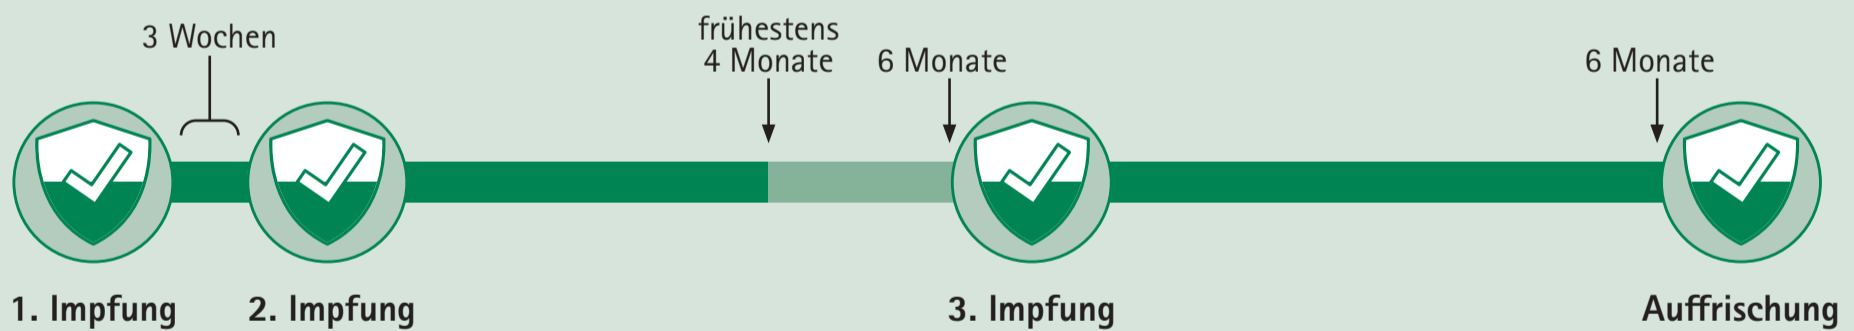 3 Wochen
frühestens
4 Monate
6 Monate
6 Monate
1. Impfung
2. Impfung
3. Impfung
Auffrischung